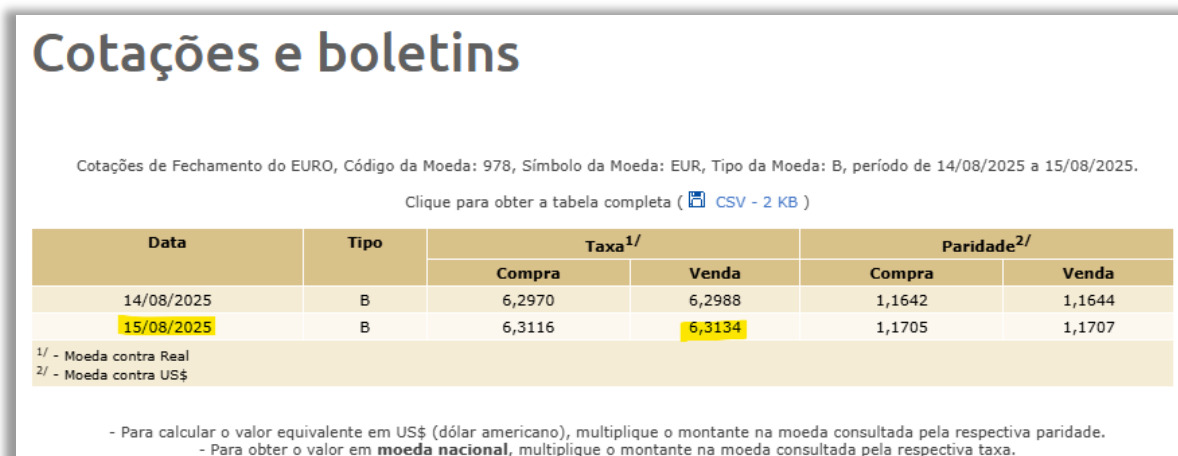 Cotações e boletins
Cotações de Fechamento do EURO, Código da Moeda: 978, Símbolo da Moeda: EUR, Tipo da Moeda: B, período de 14/08/2025 a 15/08/2025.
Clique para obter a tabela completa ( CSV - 2 KB )
Data Tipo Taxa1/ Paridade2/
Compra Venda Compra Venda
14/08/2025 B 6,2970 6,2988 1,1642 1,1644
15/08/2025 B 6,3116 6,3134 1,1705 1,1707
1/ - Moeda contra Real
2/ - Moeda contra US$
- Para calcular o valor equivalente em US$ (dólar americano), multiplique o montante na moeda consultada pela respectiva paridade.
- Para obter o valor em moeda nacional, multiplique o montante na moeda consultada pela respectiva taxa.